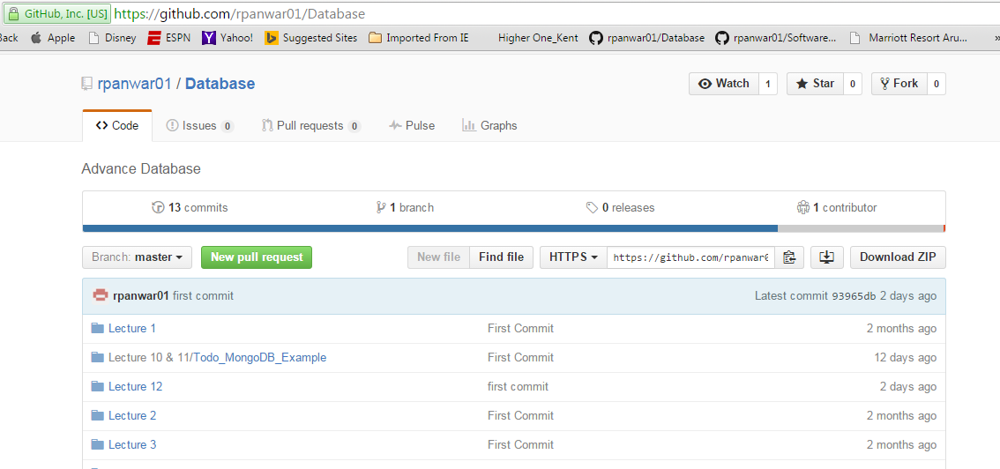 GitHub, Inc. [US] https://github.com/rpanwar01/Database
Back Apple Disney ESPN Yahoo! Suggested Sites Imported From IE Higher One_Kent rpanwar01/Database rpanwar01/Software... Marriott Resort Aru... »
rpanwar01 / Database Watch 1 Star 0 Fork 0
Code Issues 0 Pull requests 0 Pulse Graphs
Advance Database
13 commits 1 branch 0 releases 1 contributor
Branch: master New pull request New file Find file HTTPS https://github.com/rpanwar0 Download ZIP
rpanwar01 first commit Latest commit 93965db 2 days ago
Lecture 1 First Commit 2 months ago
Lecture 10 & 11/Todo_MongoDB_Example First Commit 12 days ago
Lecture 12 first commit 2 days ago
Lecture 2 First Commit 2 months ago
Lecture 3 First Commit 2 months ago